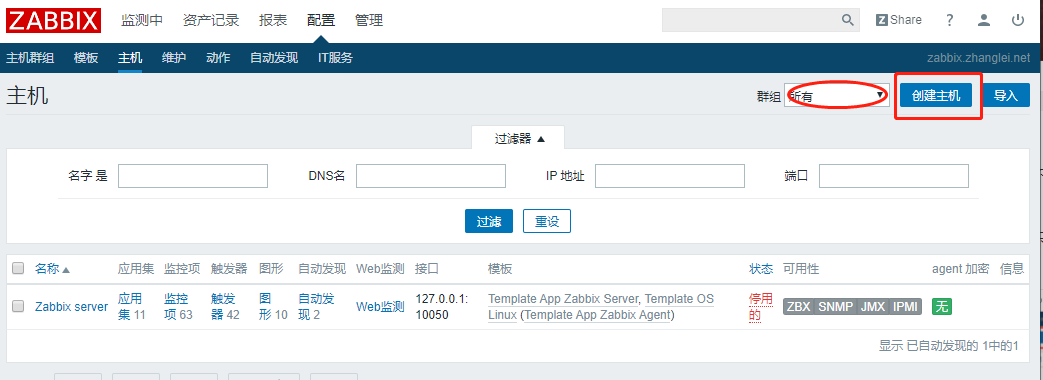 ZABBIX 监测中 资产记录 报表 配置 管理 Share ?
主机群组 模板 主机 维护 动作 自动发现 IT服务 zabbix.zhanglei.net
主机 群组 所有 创建主机 导入
过滤器
名字 是 DNS名 IP 地址 端口
过滤 重设
名称 应用集 监控项 触发器 图形 自动发现 Web监测 接口 模板 状态 可用性 agent 加密 信息
Zabbix server 应用集 11 监控项 63 触发器 42 图形 10 自动发现 2 Web监测 127.0.0.1:10050 Template App Zabbix Server, Template OS Linux (Template App Zabbix Agent) 停用的 ZBX SNMP JMX IPMI 无
显示 已自动发现的 1中的1